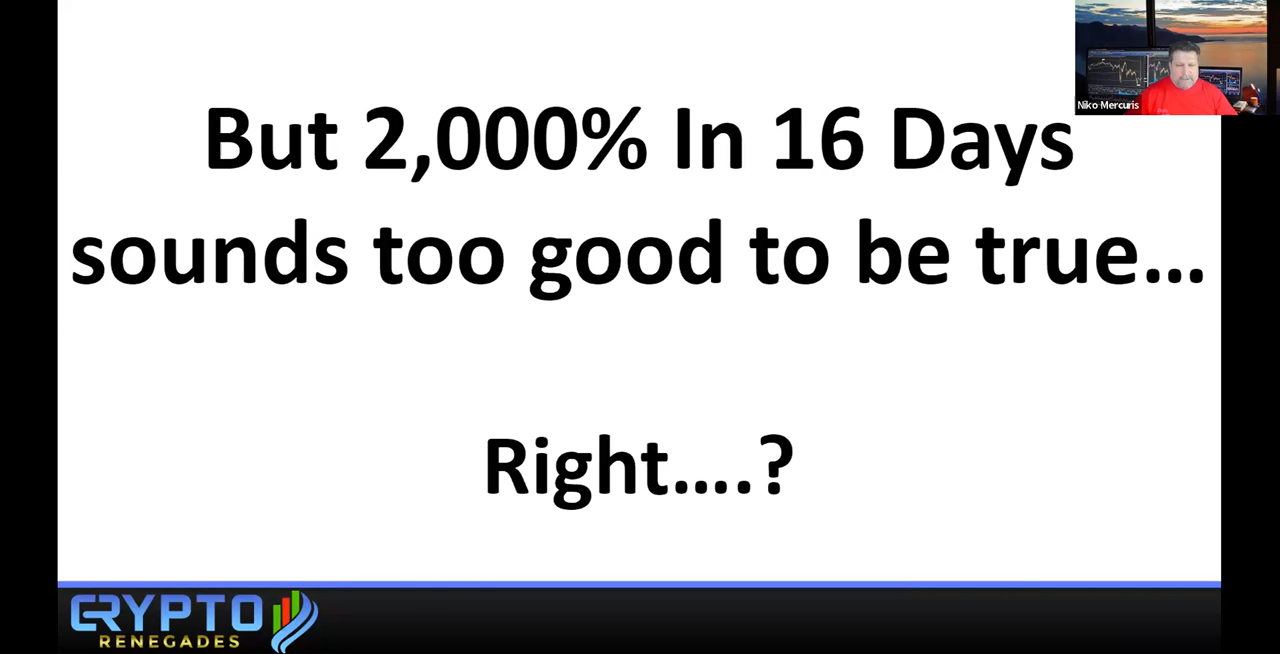 Niko Mercuris
But 2,000% In 16 Days
sounds too good to be true...
Right....?
CRYPTO
RENEGADES